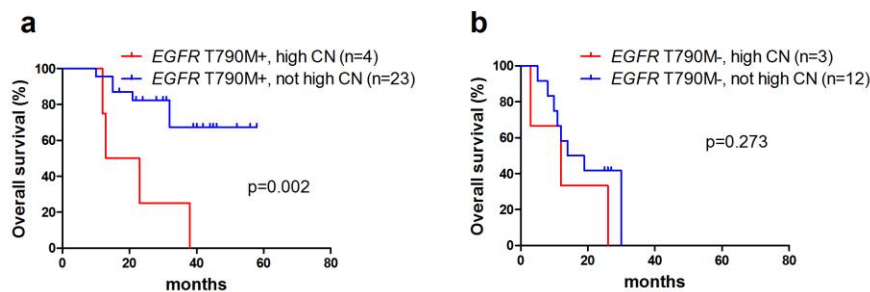 a
EGFR T790M+, high CN (n=4)
EGFR T790M+, not high CN (n=23)
Overall survival (%)
100
80
60
40
20
0
p=0.002
0 20 40 60 80
months
b
EGFR T790M-, high CN (n=3)
EGFR T790M-, not high CN (n=12)
Overall survival (%)
100
80
60
40
20
0
p=0.273
0 20 40 60 80
months